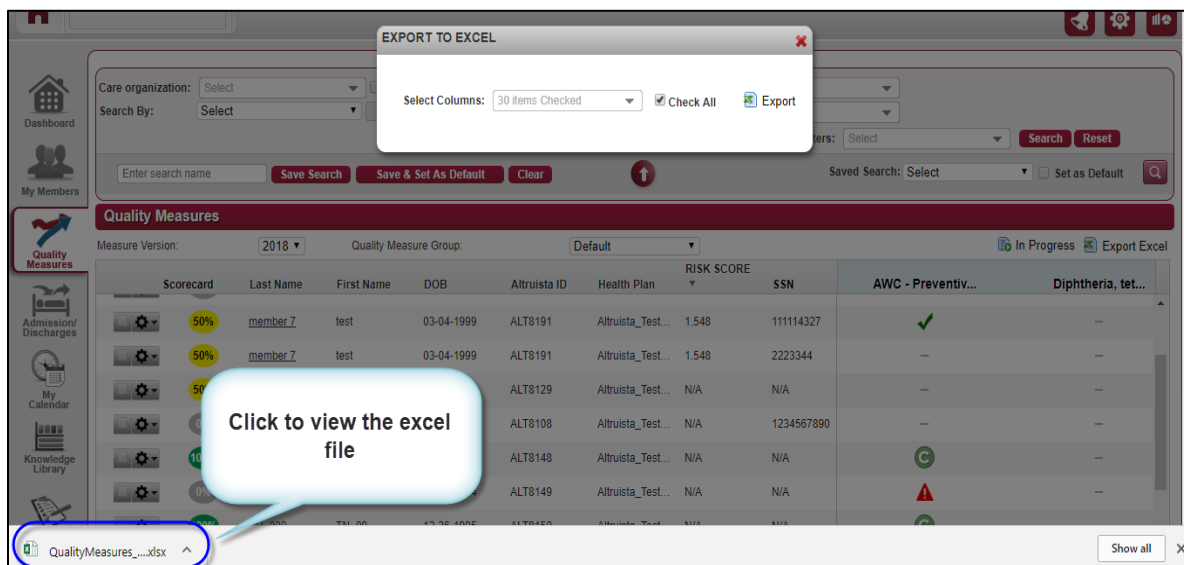 EXPORT TO EXCEL
Select Columns: 30 items Checked Check All Export
Care organization: Select
Search By: Select
ters: Select Search Reset
Enter search name Save Search Save & Set As Default Clear Saved Search: Select Set as Default
Dashboard
My Members
Quality
Measures
Admission/
Discharges
My
Calendar
Knowledge
Library
Quality Measures
Measure Version: 2018 Quality Measure Group: Default In Progress Export Excel
Scorecard Last Name First Name DOB Altruista ID Health Plan RISK SCORE SSN AWC - Preventiv... Diphtheria, tet...
50% member 7 test 03-04-1999 ALT8191 Altruista_Test... 1.548 111114327 --
50% member 7 test 03-04-1999 ALT8191 Altruista_Test... 1.548 2223344 -- --
ALT8129 Altruista_Test... N/A N/A -- --
ALT8108 Altruista_Test... N/A 1234567890 -- --
ALT8148 Altruista_Test... N/A N/A C --
0% ALT8149 Altruista_Test... N/A N/A --
Click to view the excel
file
QualityMeasures_....xlsx Show all